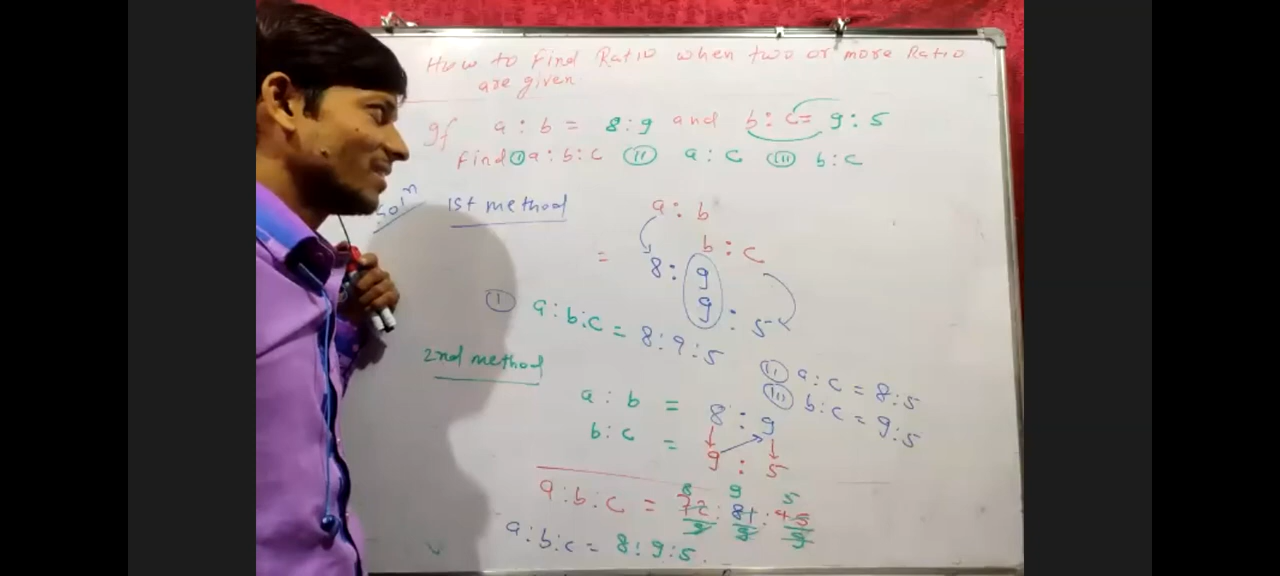 How to Find Ratio when two or more Ratio
are given
If a : b = 8 : 9 and b : c = 9 : 5
Find (I) a : b : c (II) a : c (III) b : c
Solⁿ 1st method
a : b
b : c
= 8 : 9
9 : 5
(I) a : b : c = 8 : 9 : 5
(II) a : c = 8 : 5
(III) b : c = 9 : 5
2nd method
a : b = 8 : 9
b : c = 9 : 5
8 9 5
a : b : c = 72 : 81 : 45
9 9 9
a : b : c = 8 : 9 : 5.